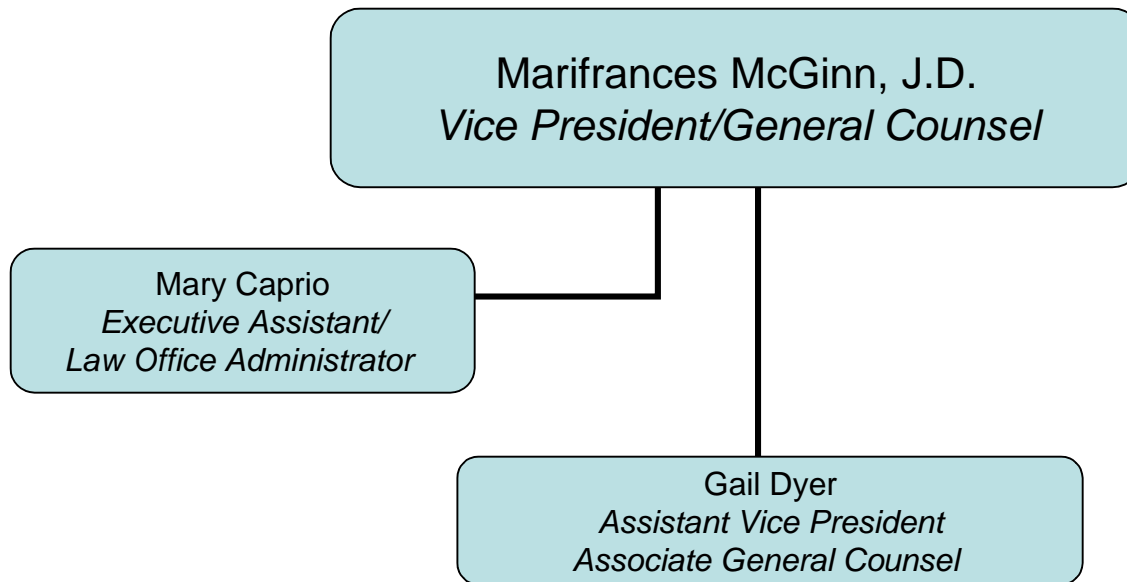 Marifrances McGinn, J.D.
Vice President/General Counsel
Mary Caprio
Executive Assistant/
Law Office Administrator
Gail Dyer
Assistant Vice President
Associate General Counsel